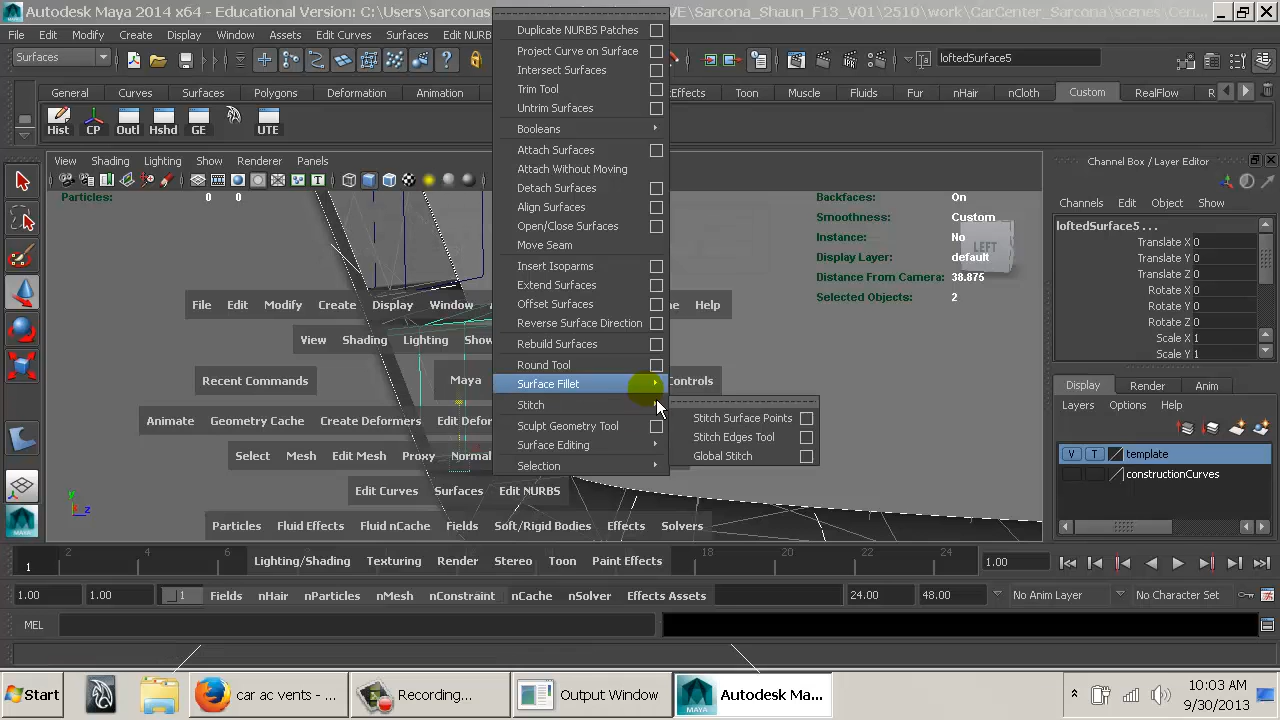 Autodesk Maya 2014 x64 - Educational Version: C:\Users\sconas
VE\Sarcona_Shaun_F13_V01\2510\work\CarCenter_Sarcona\scenes\Cen
File Edit Modify Create Display Window Assets Edit Curves Surfaces Edit NURB
Surfaces
loftedSurface5
General Curves Surfaces Polygons Deformation Animation
Effects Toon Muscle Fluids Fur nHair nCloth Custom RealFlow R
Hist CP Outl Hshd GE UTE
View Shading Lighting Show Renderer Panels
Channel Box / Layer Editor
Particles: 0 0
Duplicate NURBS Patches
Project Curve on Surface
Intersect Surfaces
Trim Tool
Untrim Surfaces
Booleans
Attach Surfaces
Attach Without Moving
Detach Surfaces
Align Surfaces
Open/Close Surfaces
Move Seam
Insert Isoparms
Extend Surfaces
Offset Surfaces
Reverse Surface Direction
Rebuild Surfaces
Round Tool
Surface Fillet
Stitch
Sculpt Geometry Tool
Surface Editing
Selection
Stitch Surface Points
Stitch Edges Tool
Global Stitch
Backfaces: On
Smoothness: Custom
Instance: No
Display Layer: default
Distance From Camera: 38.875
Selected Objects: 2
LEFT
File Edit Modify Create Display Window
Help
View Shading Lighting Show
Recent Commands
Maya
Controls
Animate Geometry Cache Create Deformers Edit Defor
Select Mesh Edit Mesh Proxy Normal
Edit Curves Surfaces Edit NURBS
Particles Fluid Effects Fluid nCache Fields Soft/Rigid Bodies Effects Solvers
Lighting/Shading Texturing Render Stereo Toon Paint Effects
Fields nHair nParticles nMesh nConstraint nCache nSolver Effects Assets
y
z
Channels Edit Object Show
loftedSurface5 . . .
Translate X 0
Translate Y 0
Translate Z 0
Rotate X 0
Rotate Y 0
Rotate Z 0
Scale X 1
Scale Y 1
Display Render Anim
Layers Options Help
V T template
constructionCurves
2 4 6 18 20 22 24
1
1.00
1.00 1.00 1
24.00 48.00 No Anim Layer No Character Set
MEL
Start
car ac-vents - ...
Recording...
Output Window
Autodesk Ma...
10:03 AM
9/30/2013